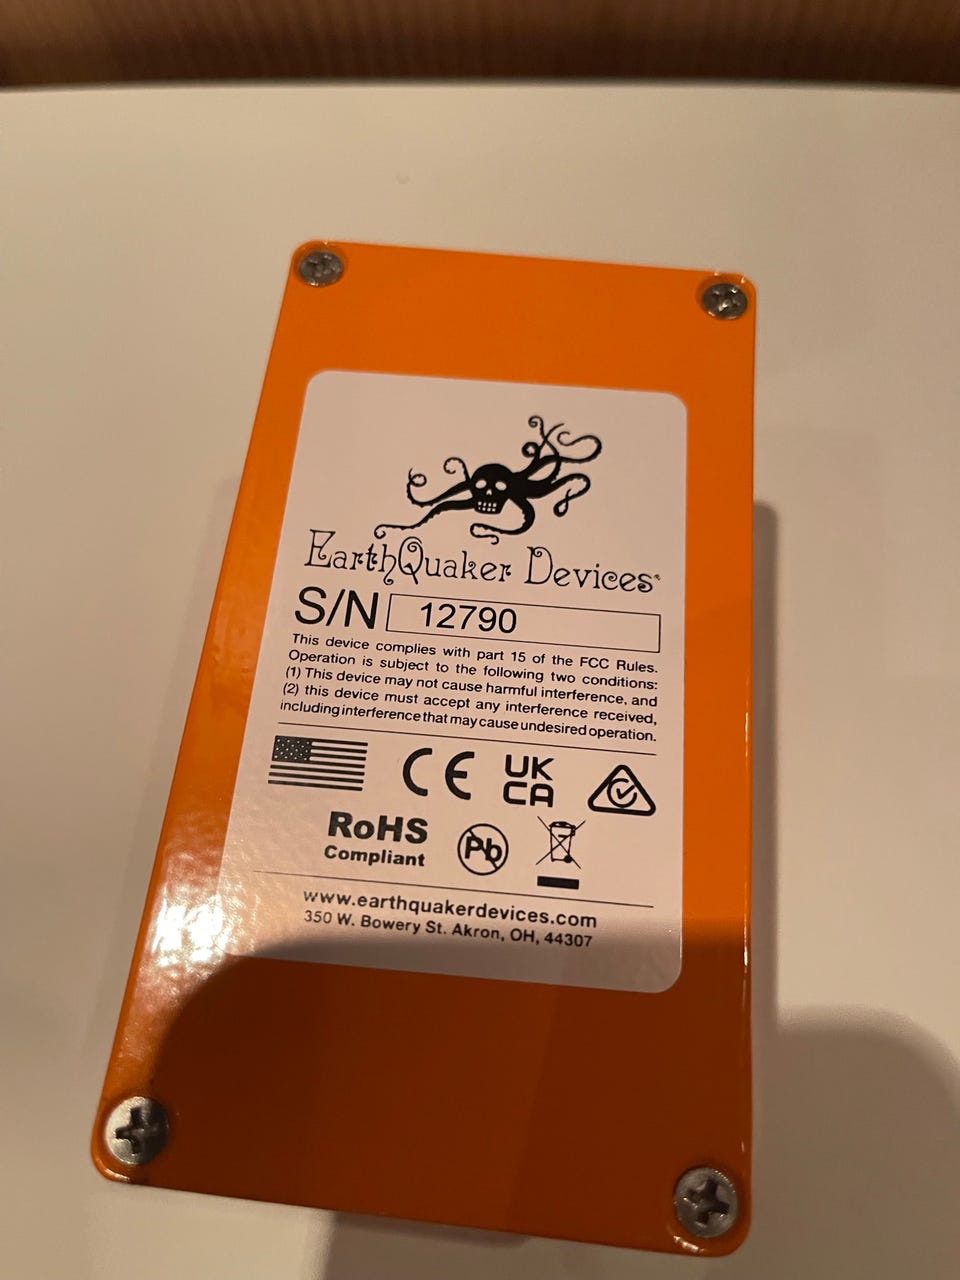 EarthQuaker Devices
S/N 12790
This device complies with part 15 of the FCC Rules.
Operation is subject to the following two conditions:
(1) This device may not cause harmful interference, and
(2) this device must accept any interference received,
including interference that may cause undesired operation.
CE UK
CA
RoHS
Compliant
Pb
www.earthquakerdevices.com
350 W. Bowery St. Akron, OH, 44307